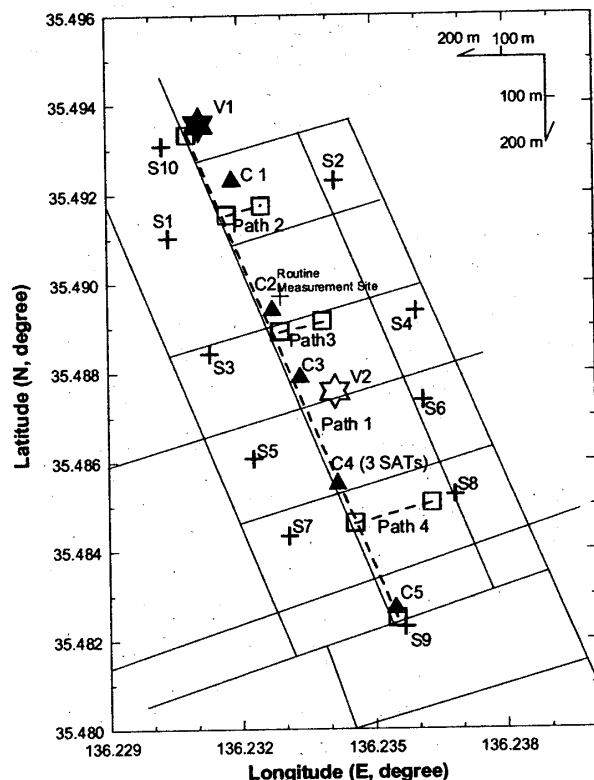 35.496
200 m 100 m
100 m
200 m
35.494
V1
S10
C 1
S2
35.492
S1
Path 2
35.490
C2
Routine
Measurement Site
S4
S3
Path3
35.488
C3
V2
Path 1
S6
35.486
S5
C4 (3 SATs)
S8
S7
Path 4
35.484
C5
35.482
S9
35.480
136.229 136.232 136.235 136.238
Longitude (E, degree)
Latitude (N, degree)